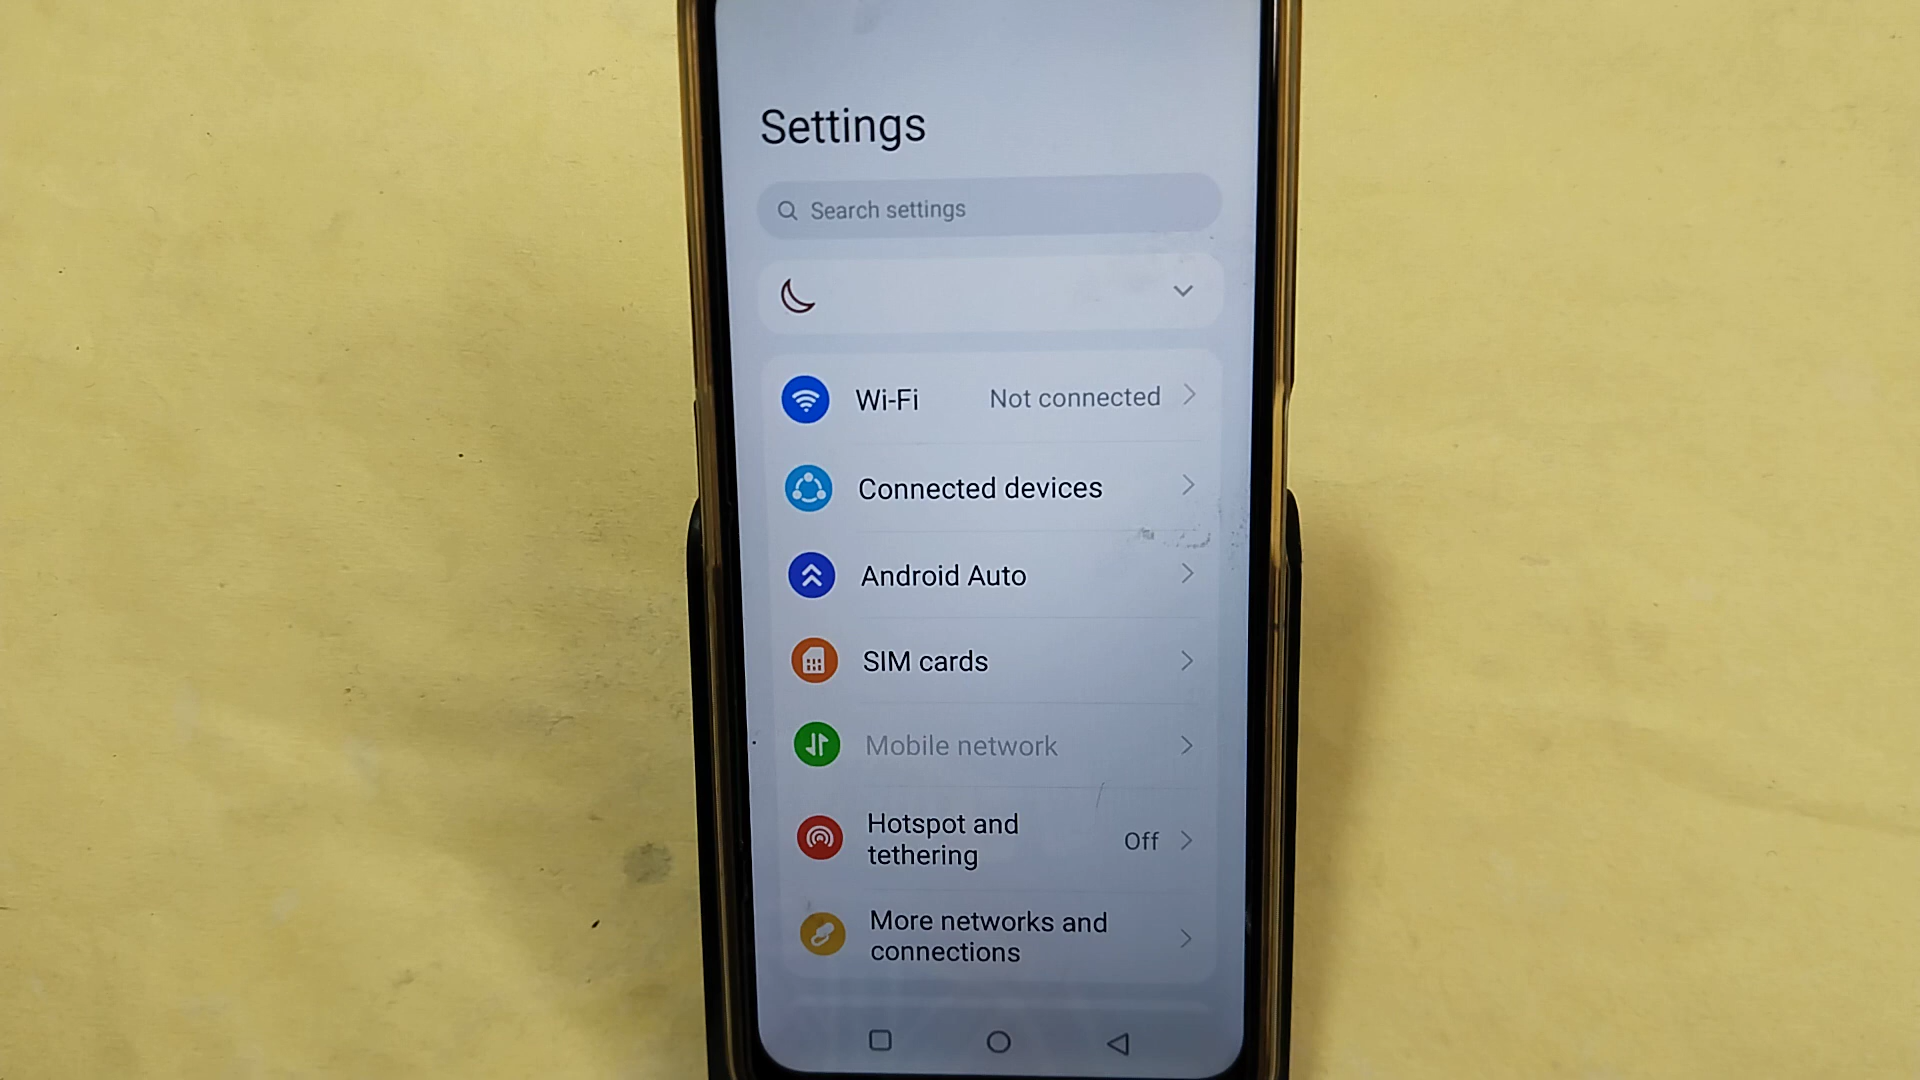 Settings
Search settings
Wi-Fi Not connected
Connected devices
Android Auto
SIM cards
Mobile network
Hotspot and
tethering Off
More networks and
connections